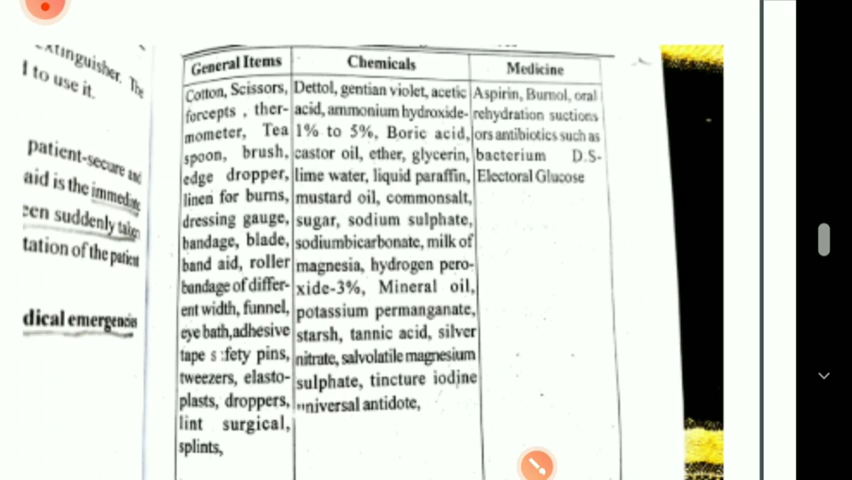 -xtinguisher. The
to use it.
patient-secure and
aid is the immediate
een suddenly taken
tation of the patient
dical emergencies
General Items
Cotton, Scissors,
forcepts , ther-
mometer, Tea
spoon, brush,
edge dropper,
linen for burns,
dressing gauge,
bandage, blade,
band aid, roller
bandage of differ-
ent width, funnel,
eye bath,adhesive
tape s:fety pins,
tweezers, elasto-
plasts, droppers,
lint surgical,
splints,
Chemicals
Dettol, gentian violet, acetic
acid, ammonium hydroxide-
1% to 5%, Boric acid,
castor oil, ether, glycerin,
lime water, liquid paraffin,
mustard oil, commonsalt,
sugar, sodium sulphate,
sodiumbicarbonate, milk of
magnesia, hydrogen pero-
xide-3%, Mineral oil,
potassium permanganate,
starsh, tannic acid, silver
nitrate, salvolatile magnesium
sulphate, tincture iodine
universal antidote,
Medicine
Aspirin, Burnol, oral
rehydration suctions
ors antibiotics such as
bacterium D.S-
Electoral Glucose